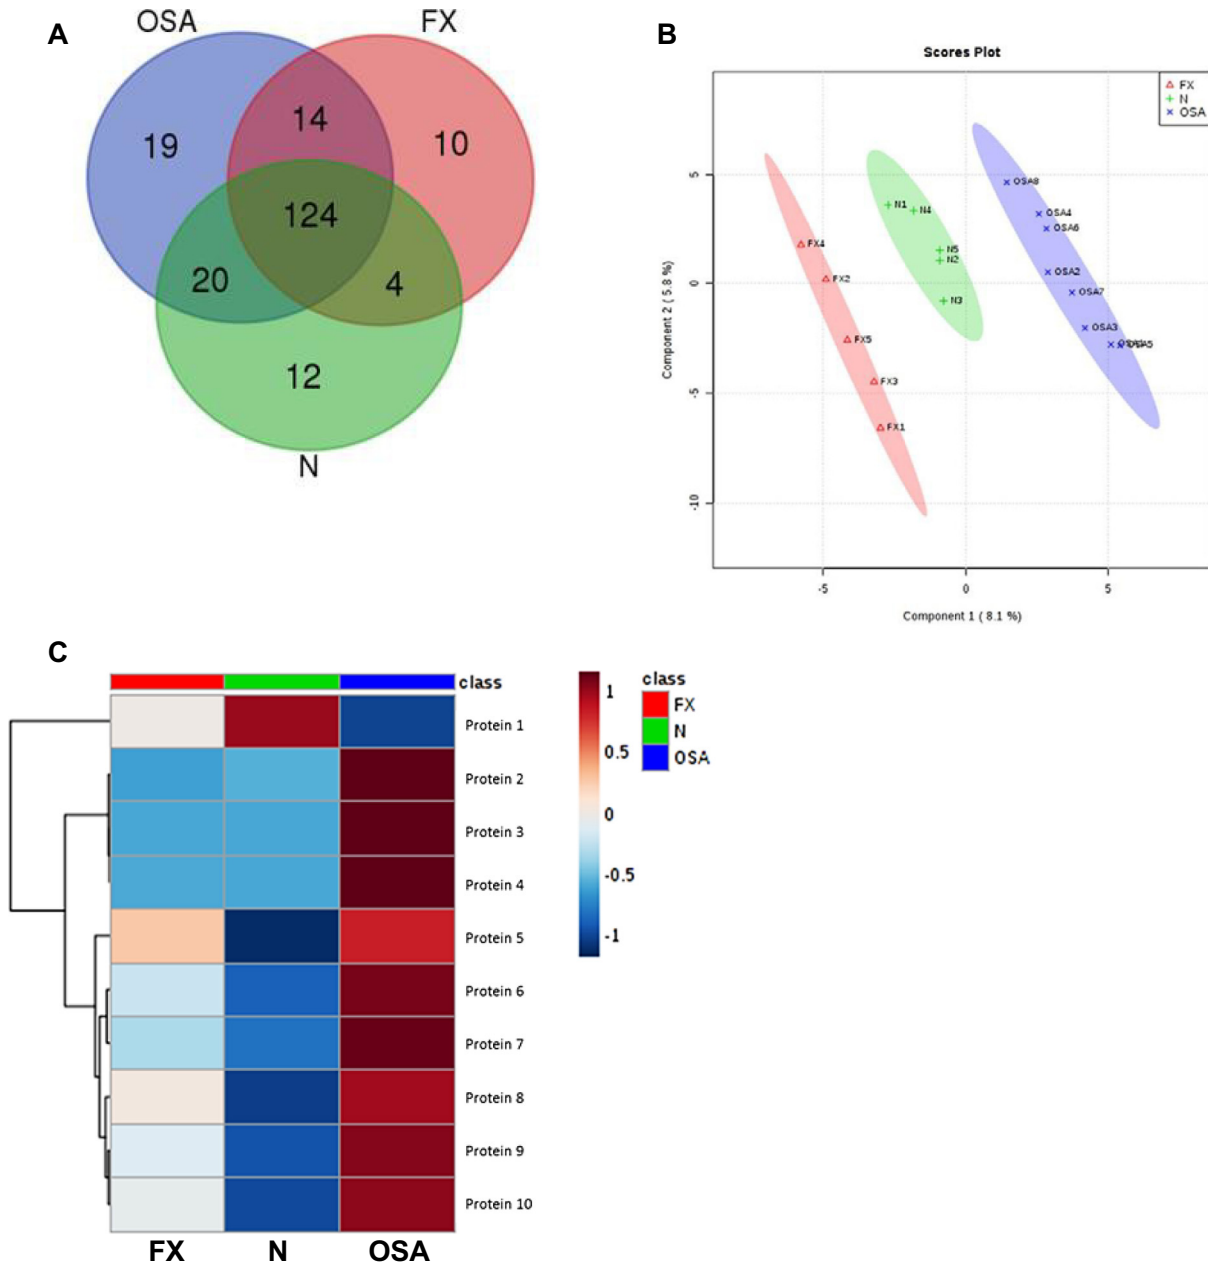 A
OSA
FX
19
14
10
124
20
4
12
N
B
Scores Plot
FX
N
OSA
Component 2 ( 5.8 %)
5
0
-5
-10
OSA8
OSA4
OSA6
OSA2
OSA7
OSA3
OSA5
N1
N4
N5
N2
N3
FX4
FX2
FX5
FX3
FX1
-5
0
5
Component 1 ( 8.1 %)
C
class
Protein 1
Protein 2
Protein 3
Protein 4
Protein 5
Protein 6
Protein 7
Protein 8
Protein 9
Protein 10
FX N OSA
1
0.5
0
-0.5
-1
class
FX
N
OSA